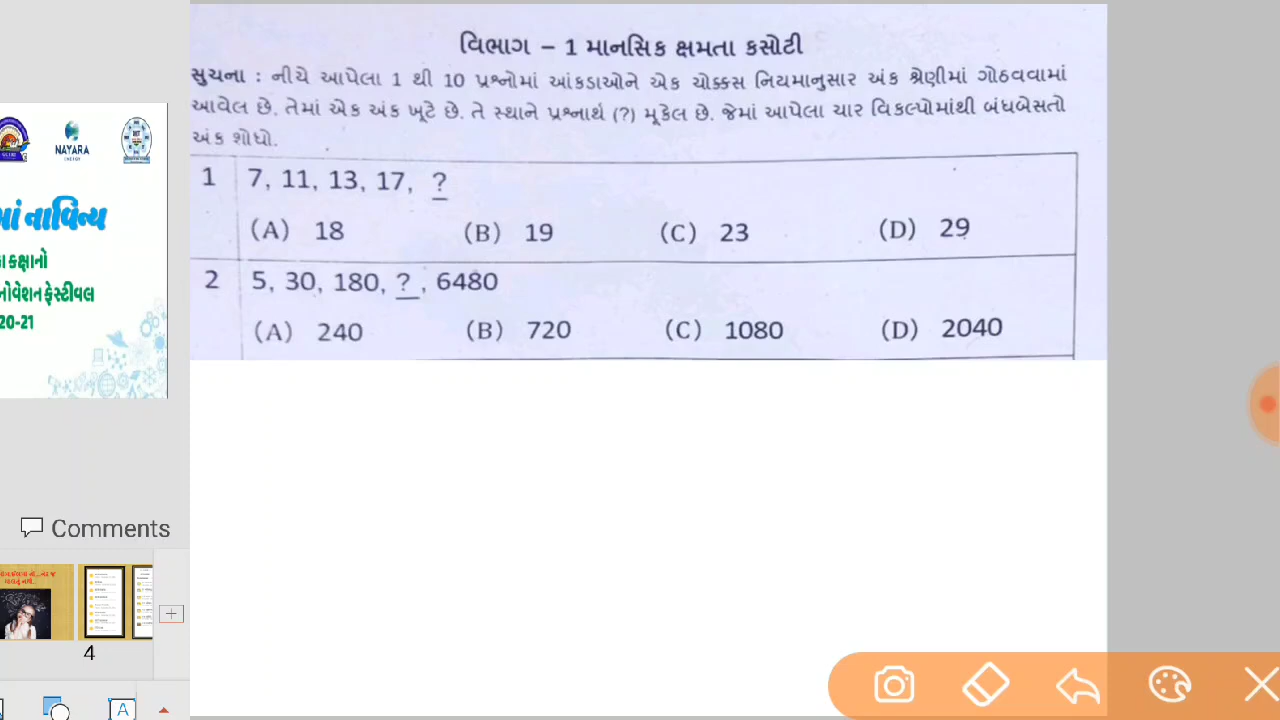 વિભાગ – 1 માનસિક ક્ષમતા કસોટી
સુચના : નીચે આપેલા 1 થી 10 પ્રશ્નોમાં આંકડાઓને એક ચોક્કસ નિયમાનુસાર અંક શ્રેણીમાં ગોઠવવામાં
આવેલ છે. તેમાં એક અંક ખૂટે છે. તે સ્થાને પ્રશ્નાર્થ (?) મૂકેલ છે. જેમાં આપેલા ચાર વિકલ્પોમાંથી બંધબેસતો
અંક શોધો.
1 7, 11, 13, 17, ?
(A) 18 (B) 19 (C) 23 (D) 29
2 5, 30, 180, ? , 6480
(A) 240 (B) 720 (C) 1080 (D) 2040
NAYARA
ENERGY
માં નાવિન્ય
કક્ષાનો
નોવેશન ફેસ્ટીવલ
20-21
Comments
4
A